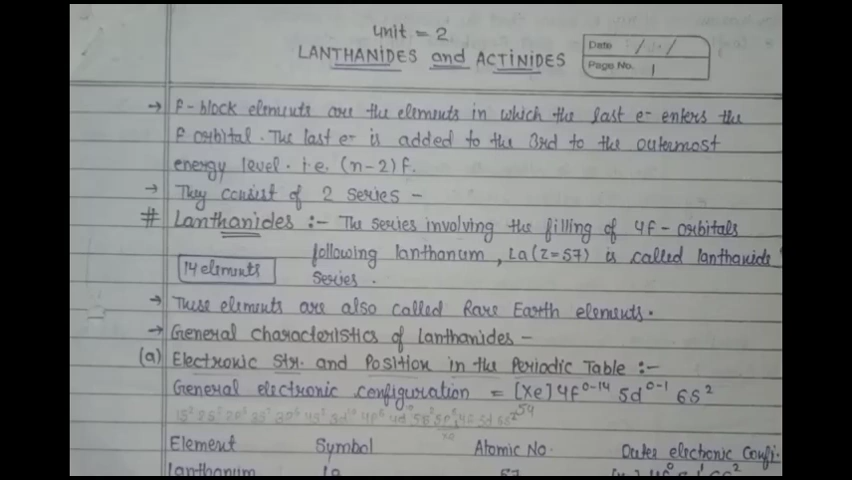 Unit = 2
LANTHANIDES and ACTINIDES
Date / /
Page No. 1
→ F-block elements are the elements in which the last e- enters the
F orbital. The last e- is added to the 3rd to the outermost
energy level. i.e. (n-2) F.
→ They consist of 2 series -
# Lanthanides :- The series involving the filling of 4F - orbitals
following lanthanum, La (Z=57) is called lanthanide
14 elements
series.
→ These elements are also called Rare Earth elements.
→ General characteristics of Lanthanides -
(a) Electronic Str. and Position in the Periodic Table :-
General electronic configuration = [Xe] 4F⁰⁻¹⁴ 5d⁰⁻¹ 6S²
Element Symbol Atomic No. Outer electronic Confi.
Lanthanum La 57